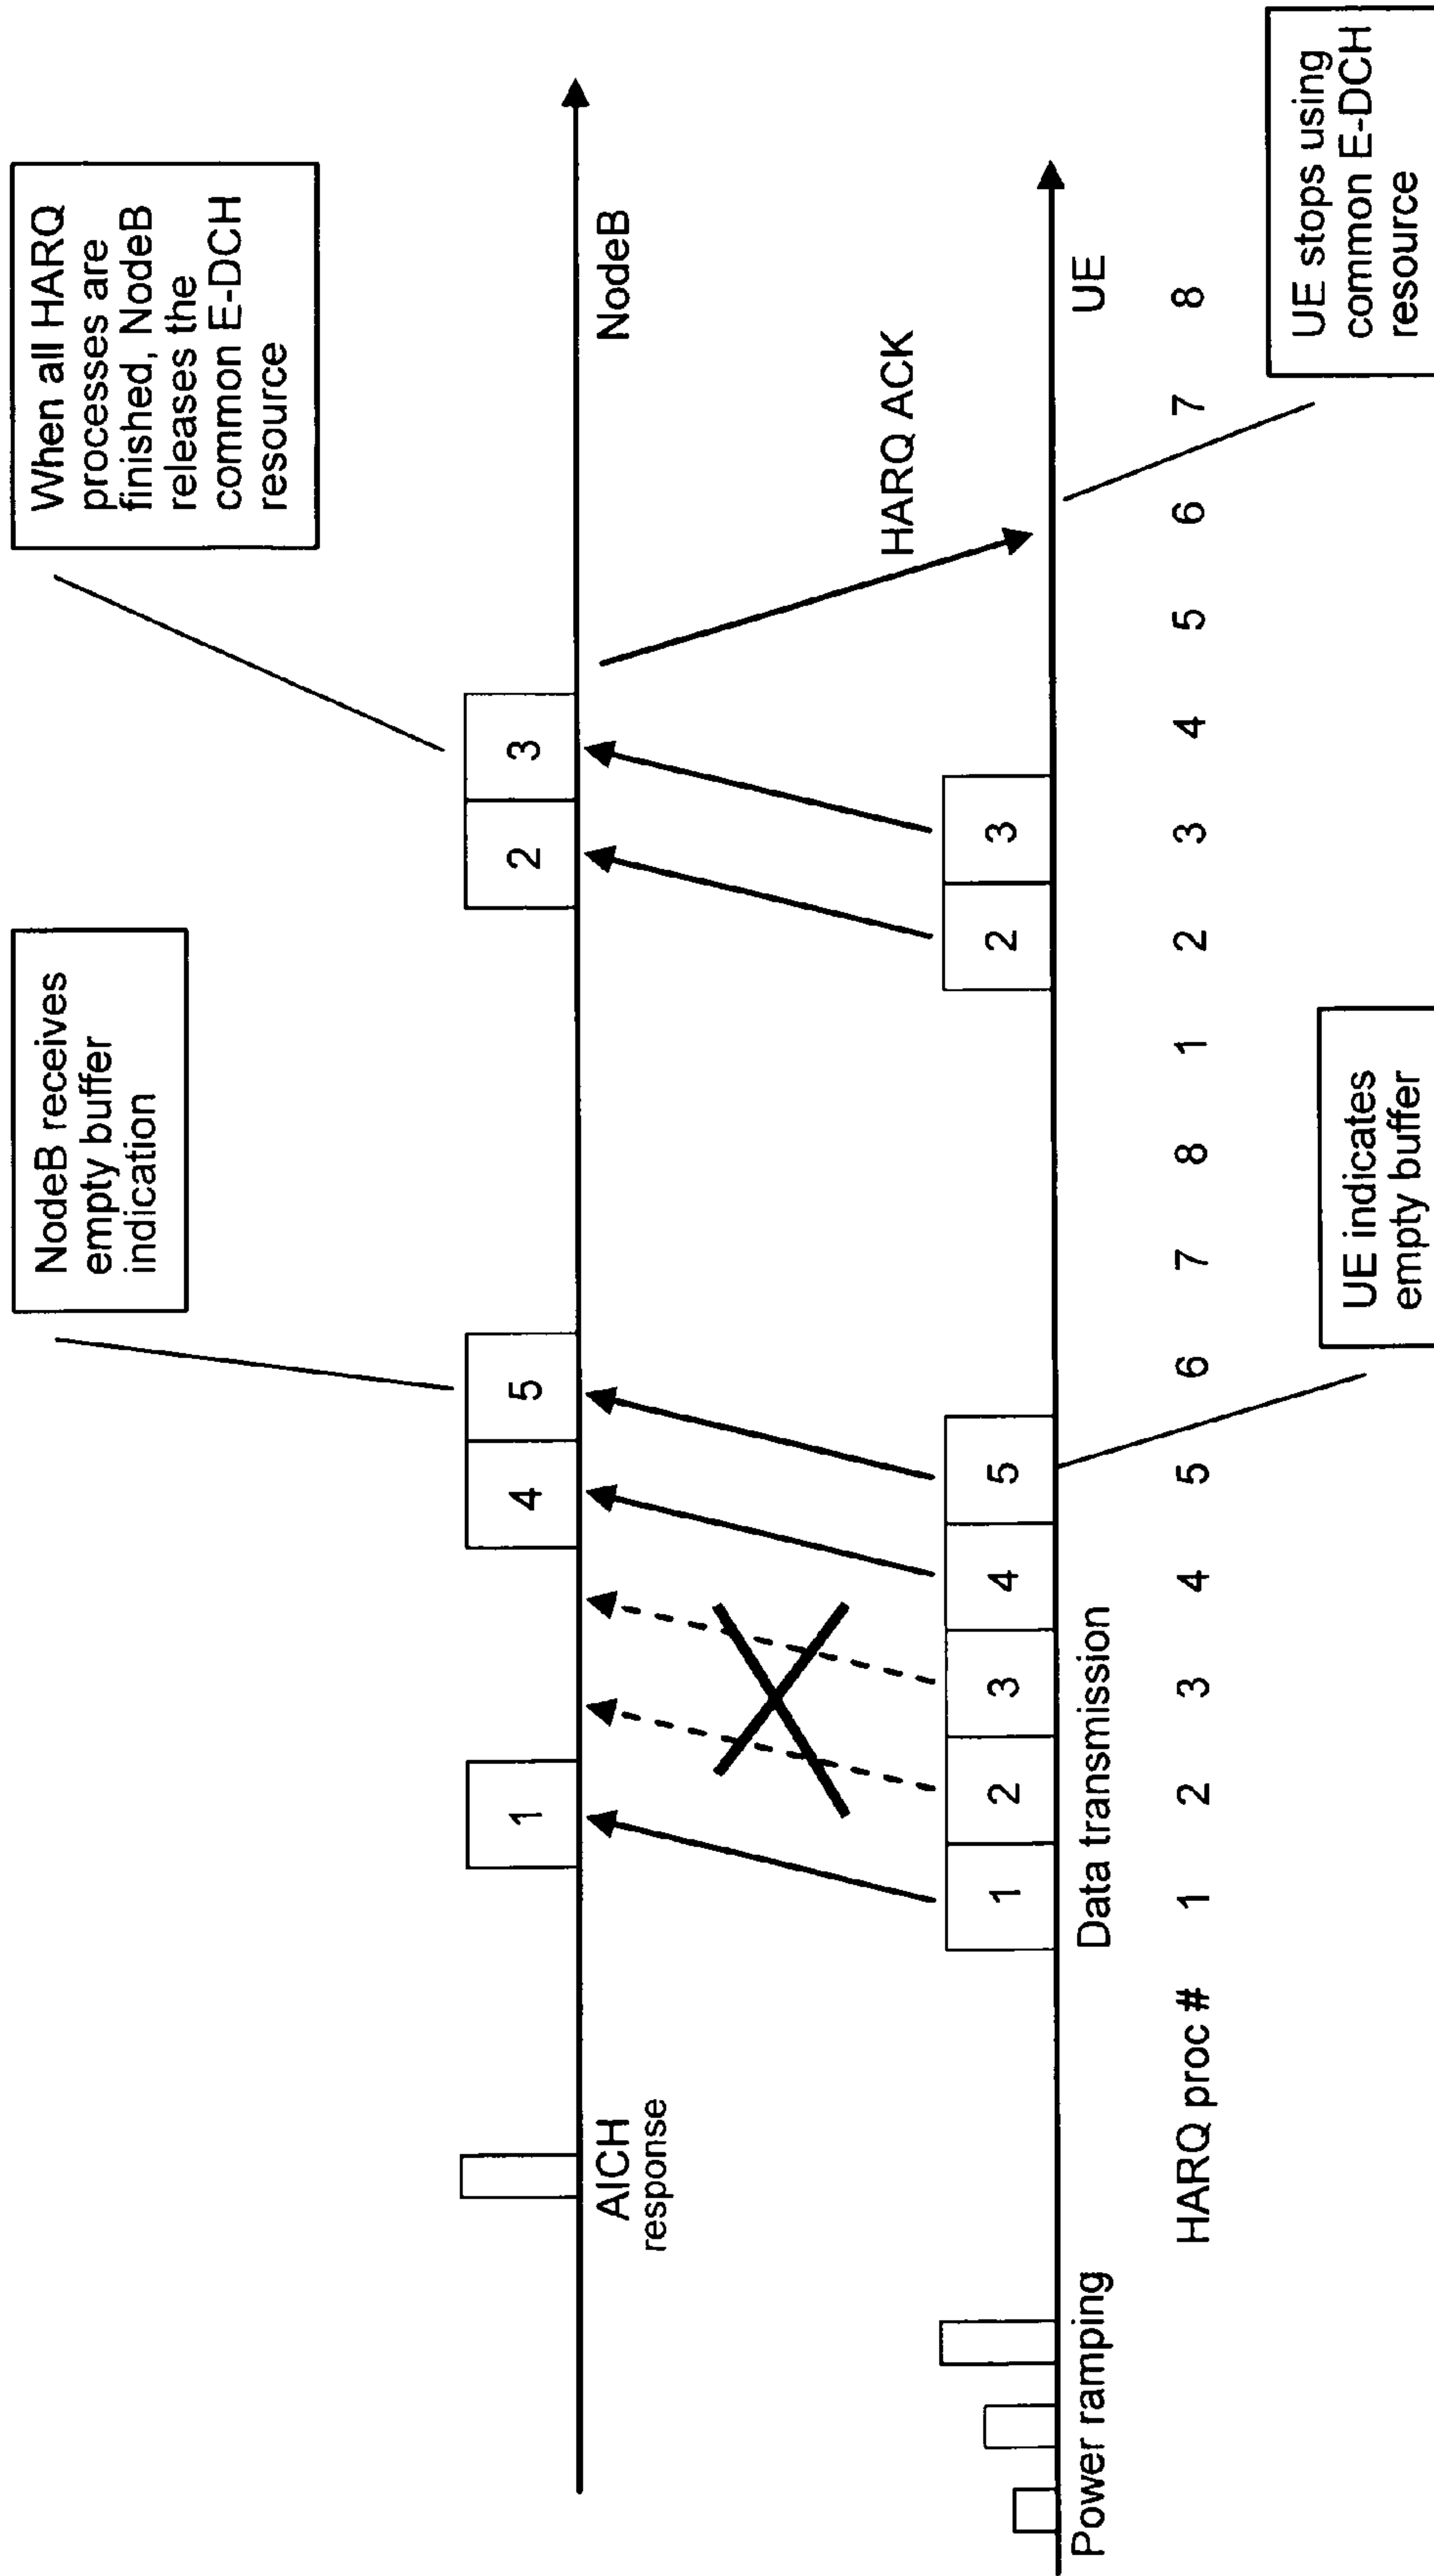 NodeB receives
empty buffer
indication
When all HARQ
processes are
finished, NodeB
releases the
common E-DCH
resource
1
4
5
2
3
AICH
response
NodeB
HARQ ACK
1
2
3
4
5
2
3
Power ramping
Data transmission
UE
HARQ proc # 1 2 3 4 5 6 7 8 1 2 3 4 5 6 7 8
UE indicates
empty buffer
UE stops using
common E-DCH
resource